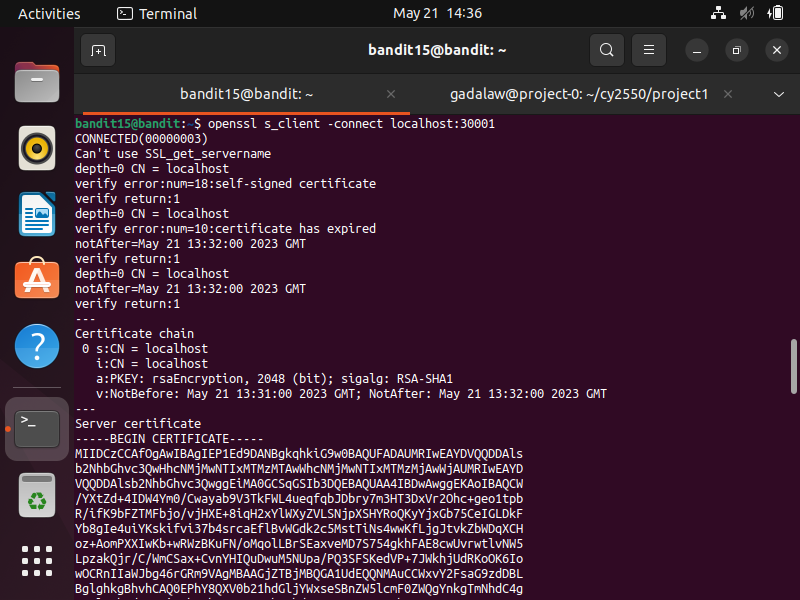 Activities
Terminal
May 21 14:36
bandit15@bandit: ~
bandit15@bandit: ~
gadalaw@project-0: ~/cy2550/project1
bandit15@bandit:~$ openssl s_client -connect localhost:30001
CONNECTED(00000003)
Can't use SSL_get_servername
depth=0 CN = localhost
verify error:num=18:self-signed certificate
verify return:1
depth=0 CN = localhost
verify error:num=10:certificate has expired
notAfter=May 21 13:32:00 2023 GMT
verify return:1
depth=0 CN = localhost
notAfter=May 21 13:32:00 2023 GMT
verify return:1
---
Certificate chain
 0 s:CN = localhost
   i:CN = localhost
   a:PKEY: rsaEncryption, 2048 (bit); sigalg: RSA-SHA1
   v:NotBefore: May 21 13:31:00 2023 GMT; NotAfter: May 21 13:32:00 2023 GMT
---
Server certificate
-----BEGIN CERTIFICATE-----
MIIDCzCCAfOgAwIBAgIEP1Ed9DANBgkqhkiG9w0BAQUFADAUMRIwEAYDVQQDDAls
b2NhbGhvc3QwHhcNMjMwNTIxMTMzMTAwWhcNMjMwNTIxMTMzMjAwWjAUMRIwEAYD
VQQDDAlsb2NhbGhvc3QwggEiMA0GCSqGSIb3DQEBAQUAA4IBDwAwggEKAoIBAQCW
/YXtZd+4IDW4Ym0/Cwayab9V3TkFWL4ueqfqbJDbry7m3HT3DxVr2Ohc+geo1tpb
R/ifK9bFZTMFbjo/vjHXE+8iqH2xYlWXyZVLSNjpXSHYRoQKyYjxGb75CeIGLDkF
Yb8gIe4uiYKskifvi37b4srcaEflBvWGdk2c5MstTiNs4wwKfLjgJtvkZbWDqXCH
oz+AomPXXIwKb+wRWzBKuFN/oMqolLBrSEaxveMD7S754gkhFAE8cwUvrwtlvNW5
LpzakQjr/C/WmCSax+CvnYHIQuDwuM5NUpa/PQ3SFSKedVP+7JWkhjUdRKoOK6Io
wOCRnIIaWJbg46rGRm9VAgMBAAGjZTBjMBQGA1UdEQQNMAuCCWxvY2FsaG9zdDBL
BglghkgBhvhCAQ0EPhY8QXV0b21hdGljYWxseSBnZW5lcmF0ZWQgYnkgTmNhdC4g